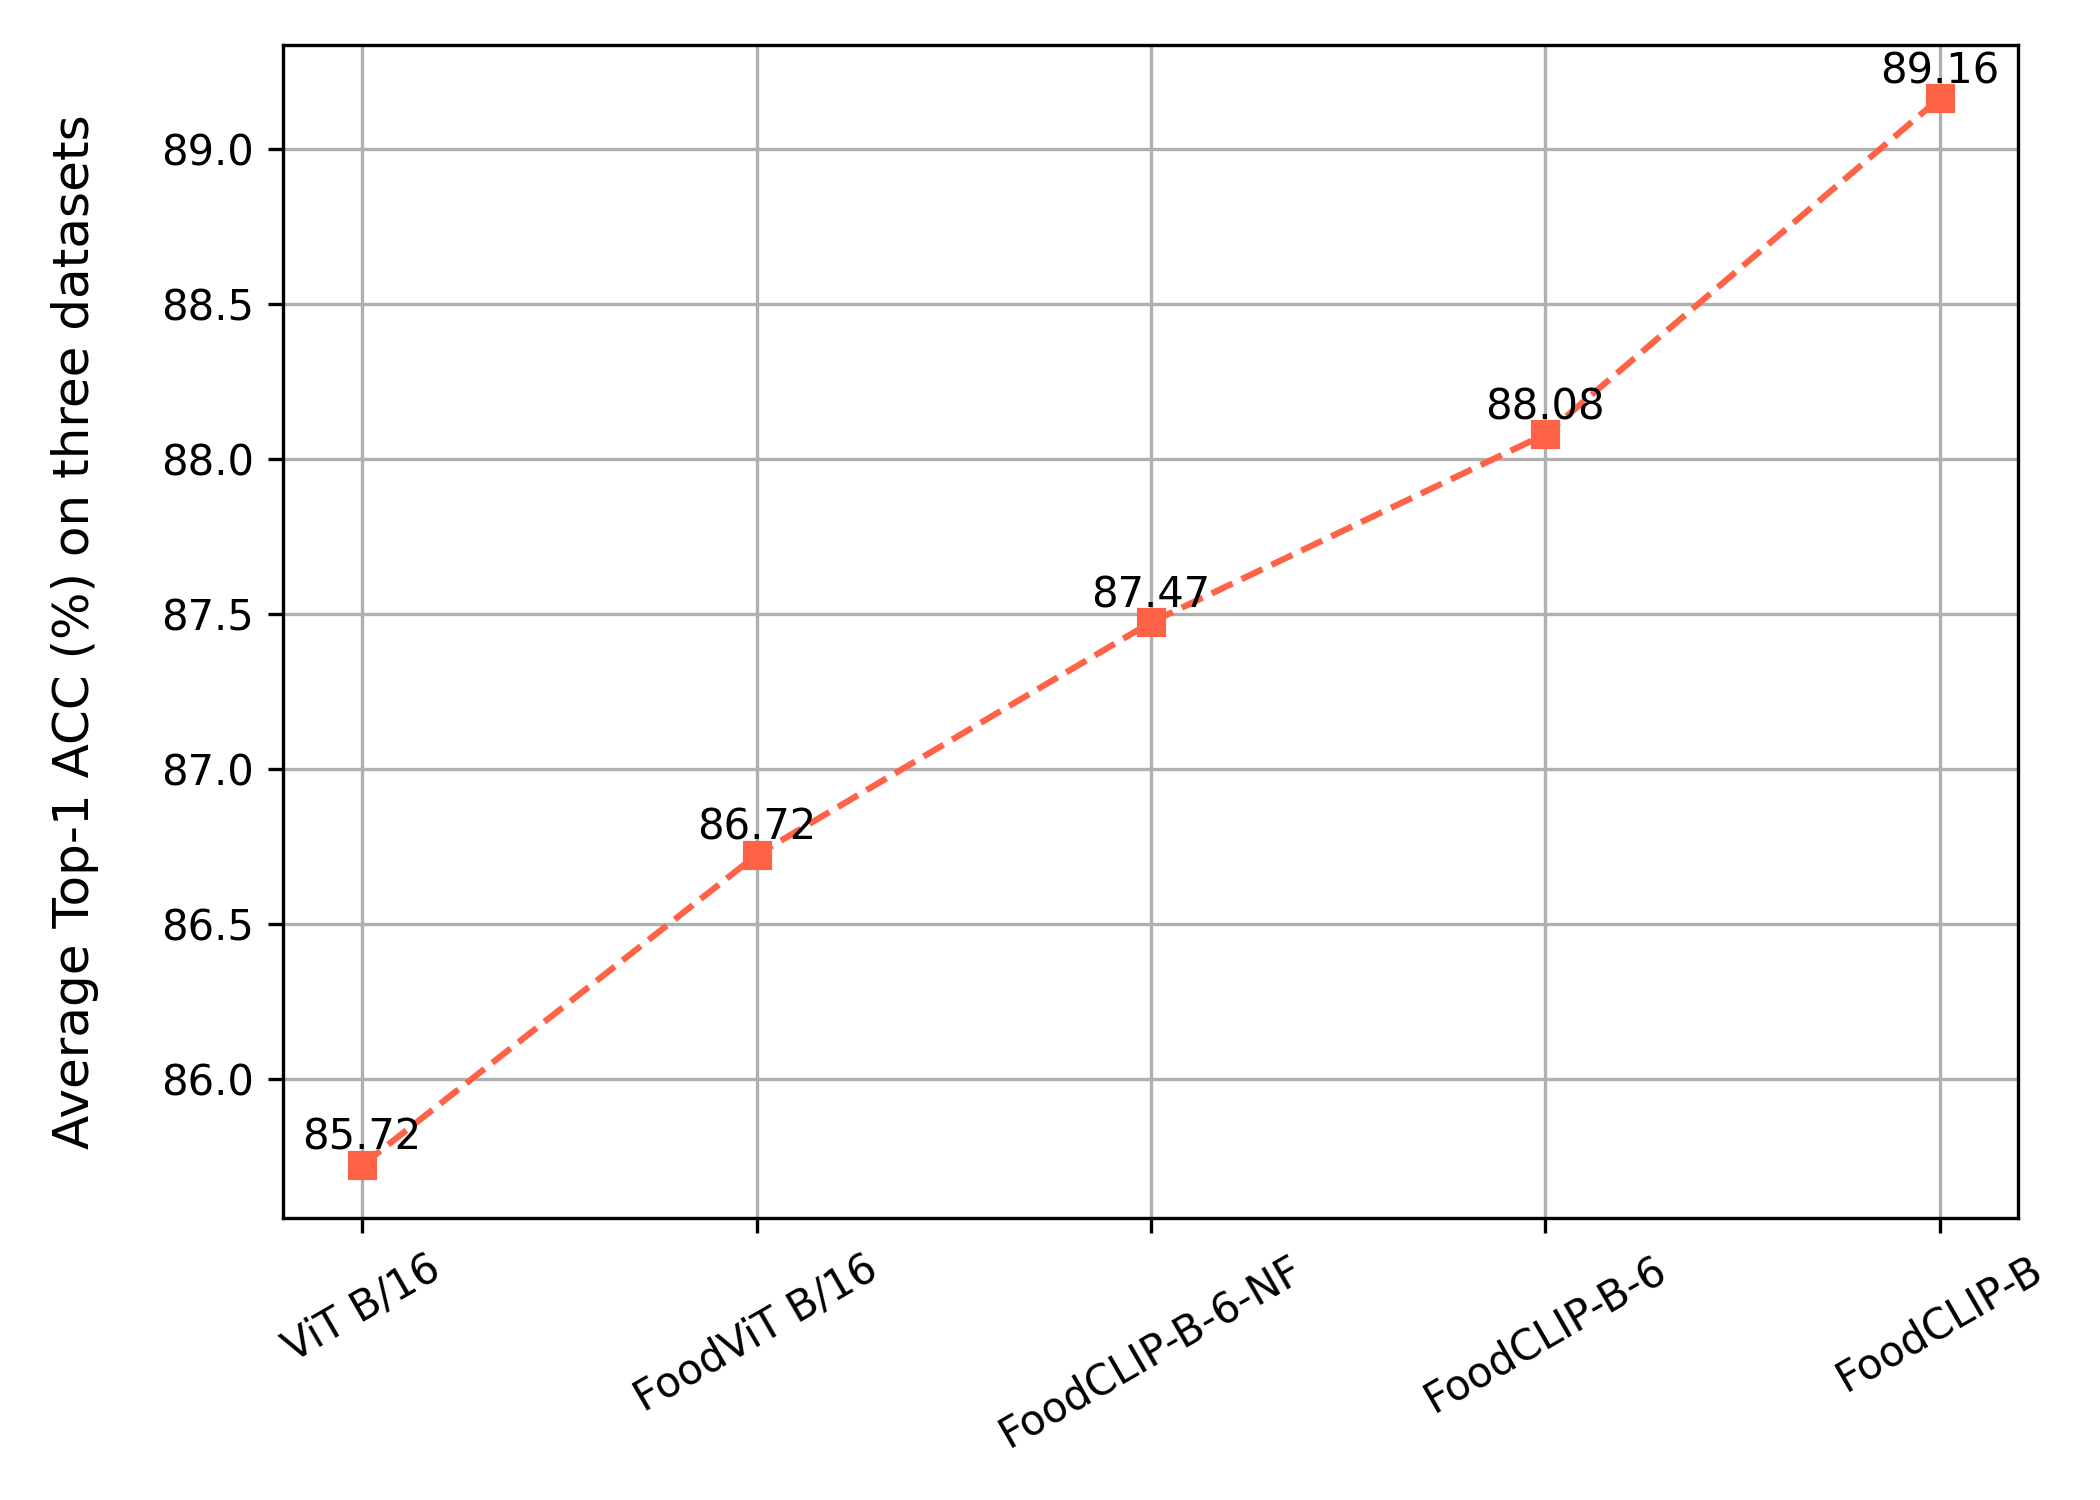 Average Top-1 ACC (%) on three datasets
89.0
88.5
88.0
87.5
87.0
86.5
86.0
85.72
86.72
87.47
88.08
89.16
ViT B/16
FoodViT B/16
FoodCLIP-B-6-NF
FoodCLIP-B-6
FoodCLIP-B